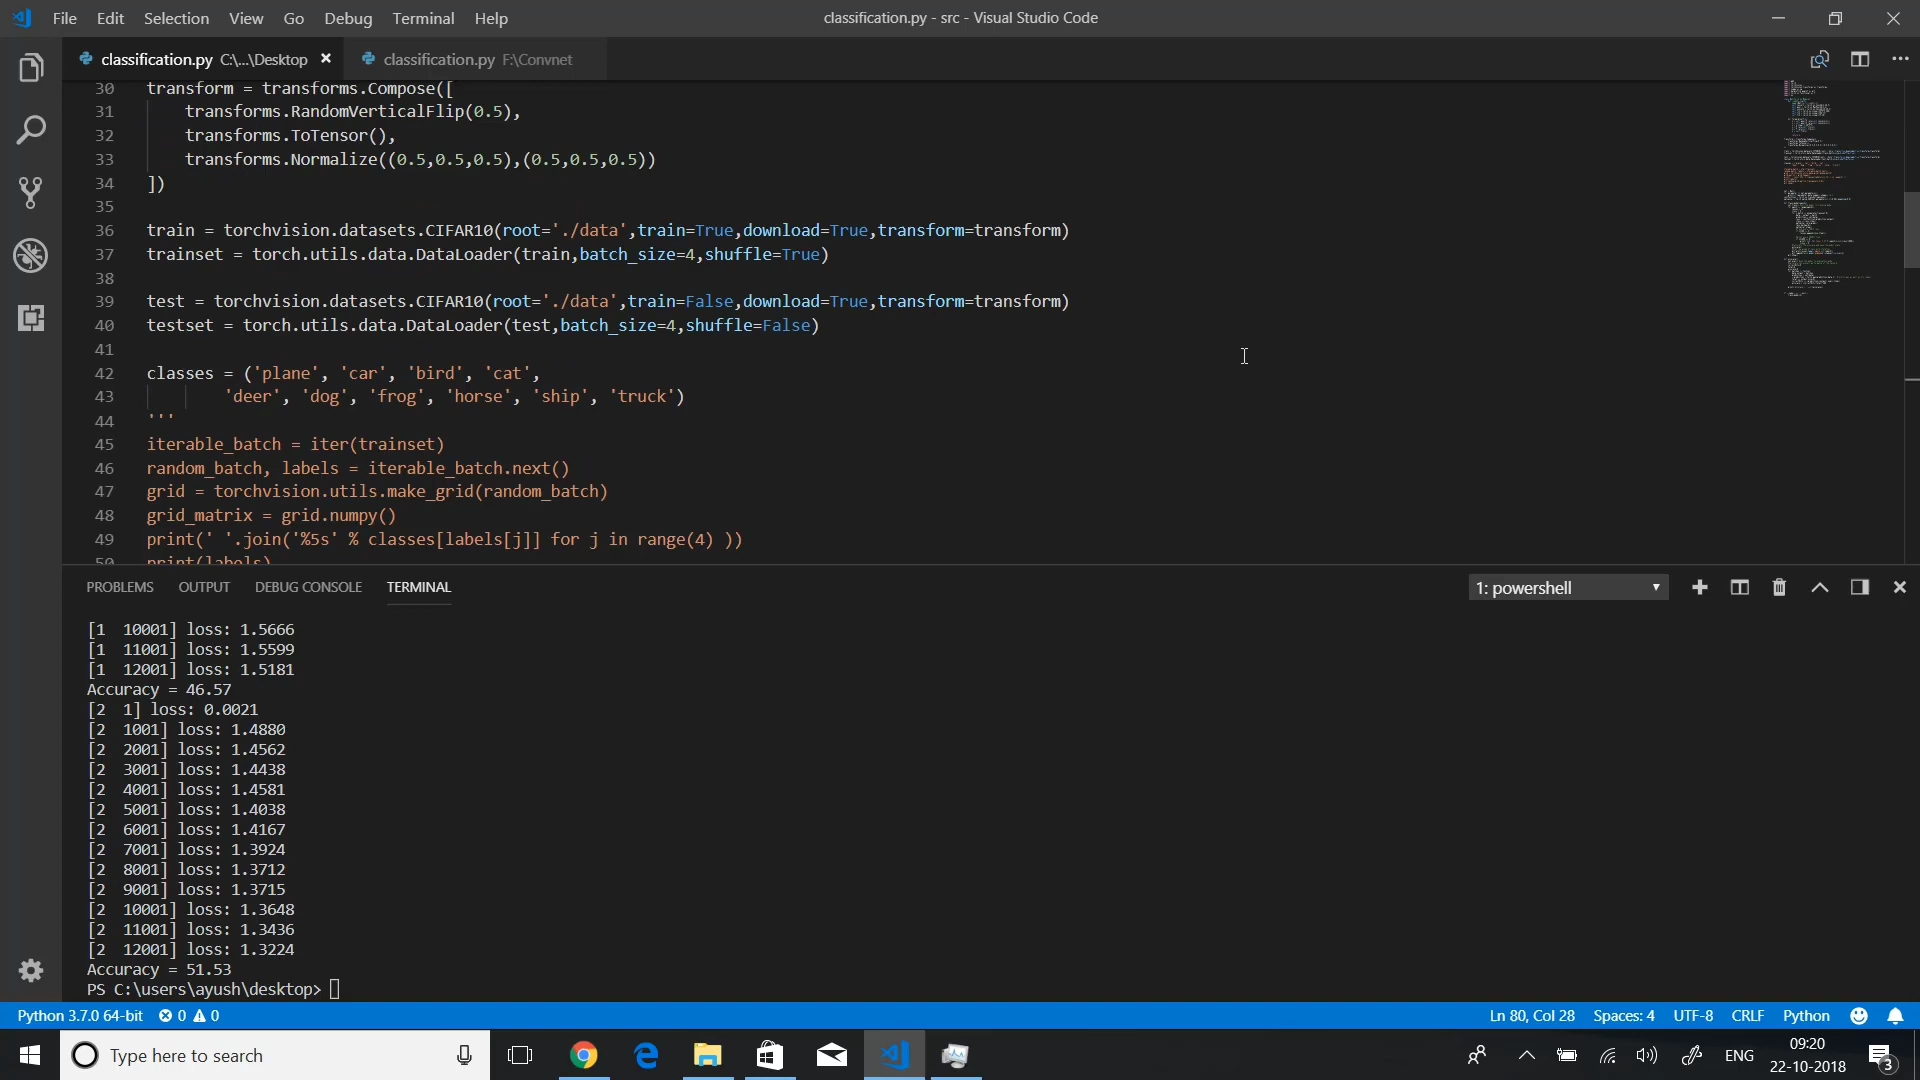 File Edit Selection View Go Debug Terminal Help
classification.py - src - Visual Studio Code
classification.py C:\...\Desktop
classification.py F:\Convnet
30 transform = transforms.Compose([
31 transforms.RandomVerticalFlip(0.5),
32 transforms.ToTensor(),
33 transforms.Normalize((0.5,0.5,0.5),(0.5,0.5,0.5))
34 ])
35
36 train = torchvision.datasets.CIFAR10(root='./data',train=True,download=True,transform=transform)
37 trainset = torch.utils.data.DataLoader(train,batch_size=4,shuffle=True)
38
39 test = torchvision.datasets.CIFAR10(root='./data',train=False,download=True,transform=transform)
40 testset = torch.utils.data.DataLoader(test,batch_size=4,shuffle=False)
41
42 classes = ('plane', 'car', 'bird', 'cat',
43 'deer', 'dog', 'frog', 'horse', 'ship', 'truck')
44 '''
45 iterable_batch = iter(trainset)
46 random_batch, labels = iterable_batch.next()
47 grid = torchvision.utils.make_grid(random_batch)
48 grid_matrix = grid.numpy()
49 print(' '.join('%5s' % classes[labels[j]] for j in range(4) ))
50 print(labels)
PROBLEMS OUTPUT DEBUG CONSOLE TERMINAL
1: powershell
[1 10001] loss: 1.5666
[1 11001] loss: 1.5599
[1 12001] loss: 1.5181
Accuracy = 46.57
[2 1] loss: 0.0021
[2 1001] loss: 1.4880
[2 2001] loss: 1.4562
[2 3001] loss: 1.4438
[2 4001] loss: 1.4581
[2 5001] loss: 1.4038
[2 6001] loss: 1.4167
[2 7001] loss: 1.3924
[2 8001] loss: 1.3712
[2 9001] loss: 1.3715
[2 10001] loss: 1.3648
[2 11001] loss: 1.3436
[2 12001] loss: 1.3224
Accuracy = 51.53
PS C:\users\ayush\desktop>
Python 3.7.0 64-bit 0 0
Ln 80, Col 28 Spaces: 4 UTF-8 CRLF Python
Type here to search
ENG
09:20
22-10-2018
3